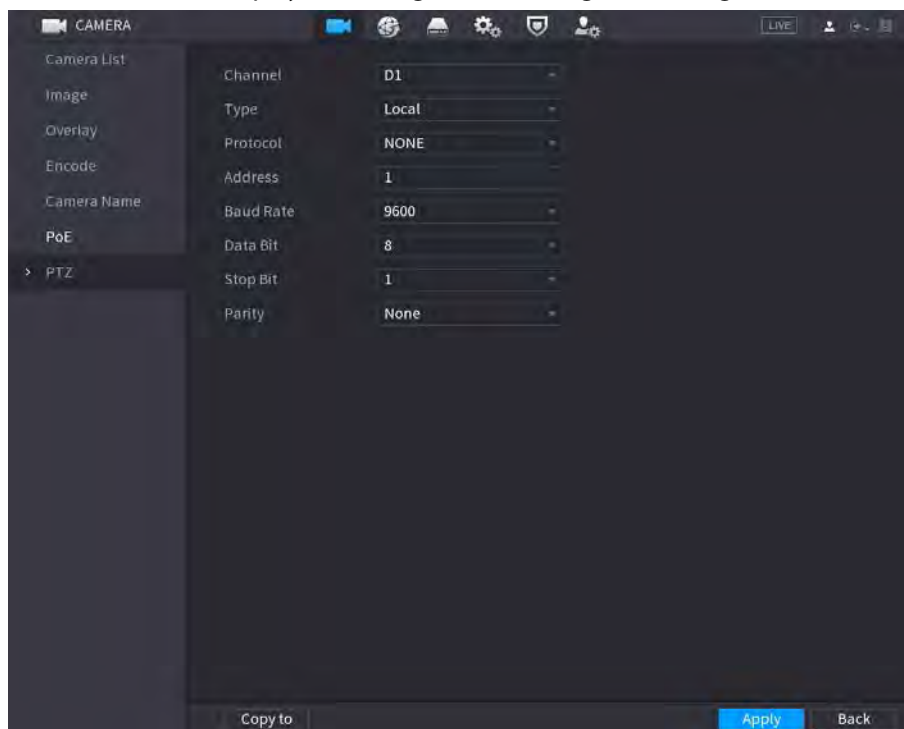 CAMERA LIVE
Camera List
Image
Overlay
Encode
Camera Name
PoE
> PTZ
Channel D1
Type Local
Protocol NONE
Address 1
Baud Rate 9600
Data Bit 8
Stop Bit 1
Parity None
Copy to Apply Back